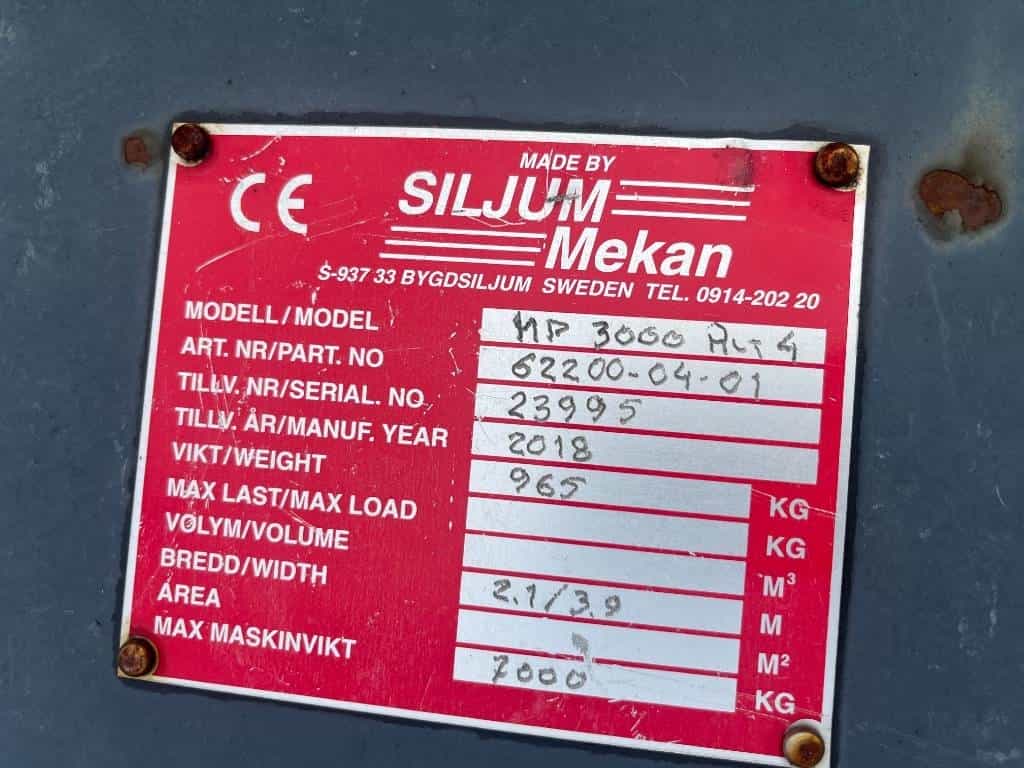 CE
MADE BY
SILJUM
Mekan
S-937 33 BYGDSILJUM SWEDEN TEL. 0914-202 20
MODELL/MODEL MP 3000 ALT 4
ART. NR/PART. NO 62200-04-01
TILLV. NR/SERIAL. NO 23995
TILLV. ÅR/MANUF. YEAR 2018
VIKT/WEIGHT 965 KG
MAX LAST/MAX LOAD KG
VOLYM/VOLUME M³
BREDD/WIDTH 2.1/3.9 M
AREA M²
MAX MASKINVIKT 7000 KG